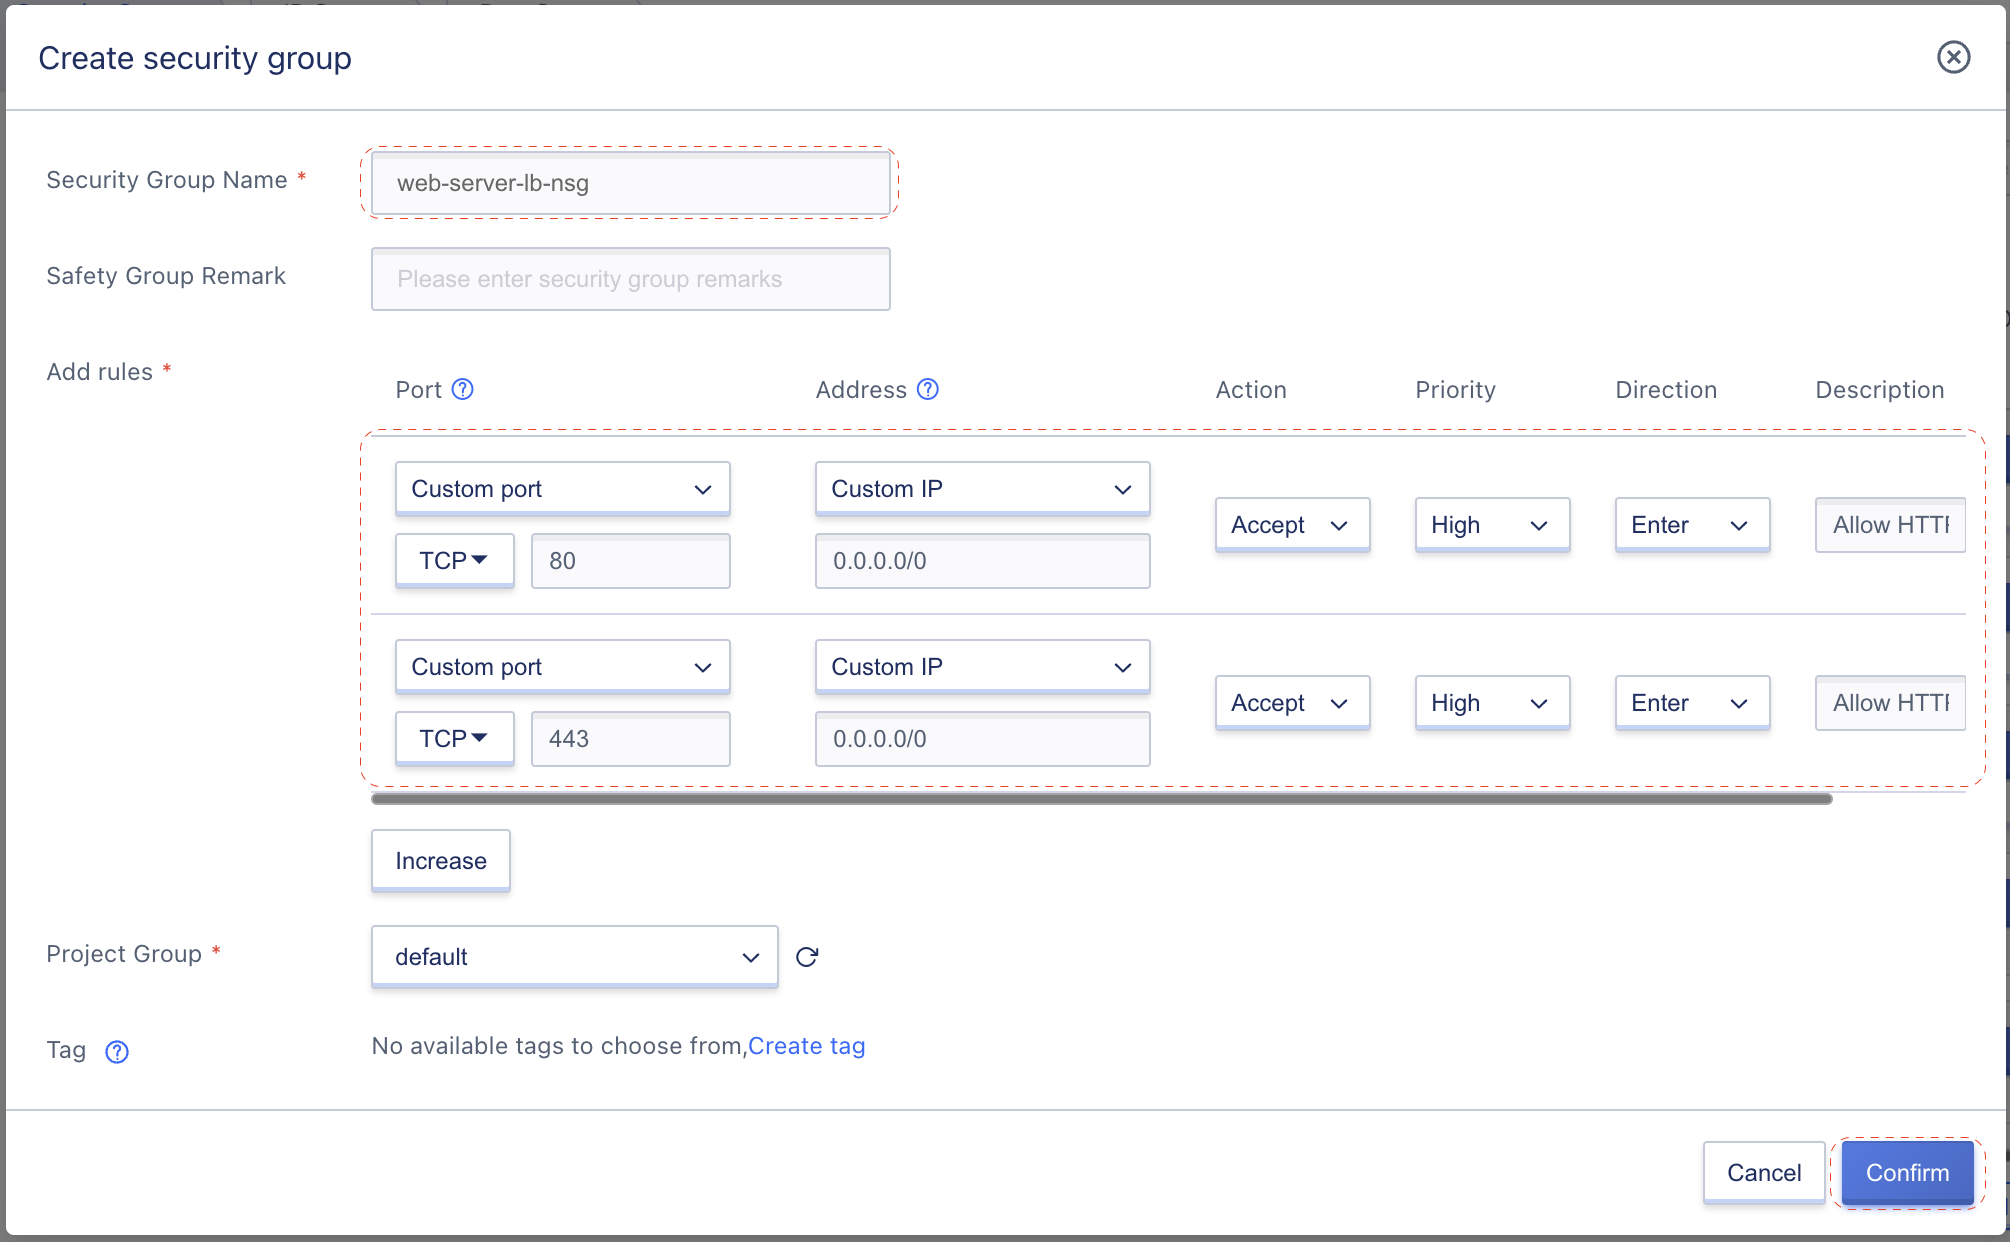 Create security group
Security Group Name *
web-server-lb-nsg
Safety Group Remark
Please enter security group remarks
Add rules *
Port ? Address ? Action Priority Direction Description
Custom port Custom IP
Accept High Enter Allow HTTP
TCP 80 0.0.0.0/0
Custom port Custom IP
Accept High Enter Allow HTTP
TCP 443 0.0.0.0/0
Increase
Project Group *
default
Tag ? No available tags to choose from,Create tag
Cancel Confirm